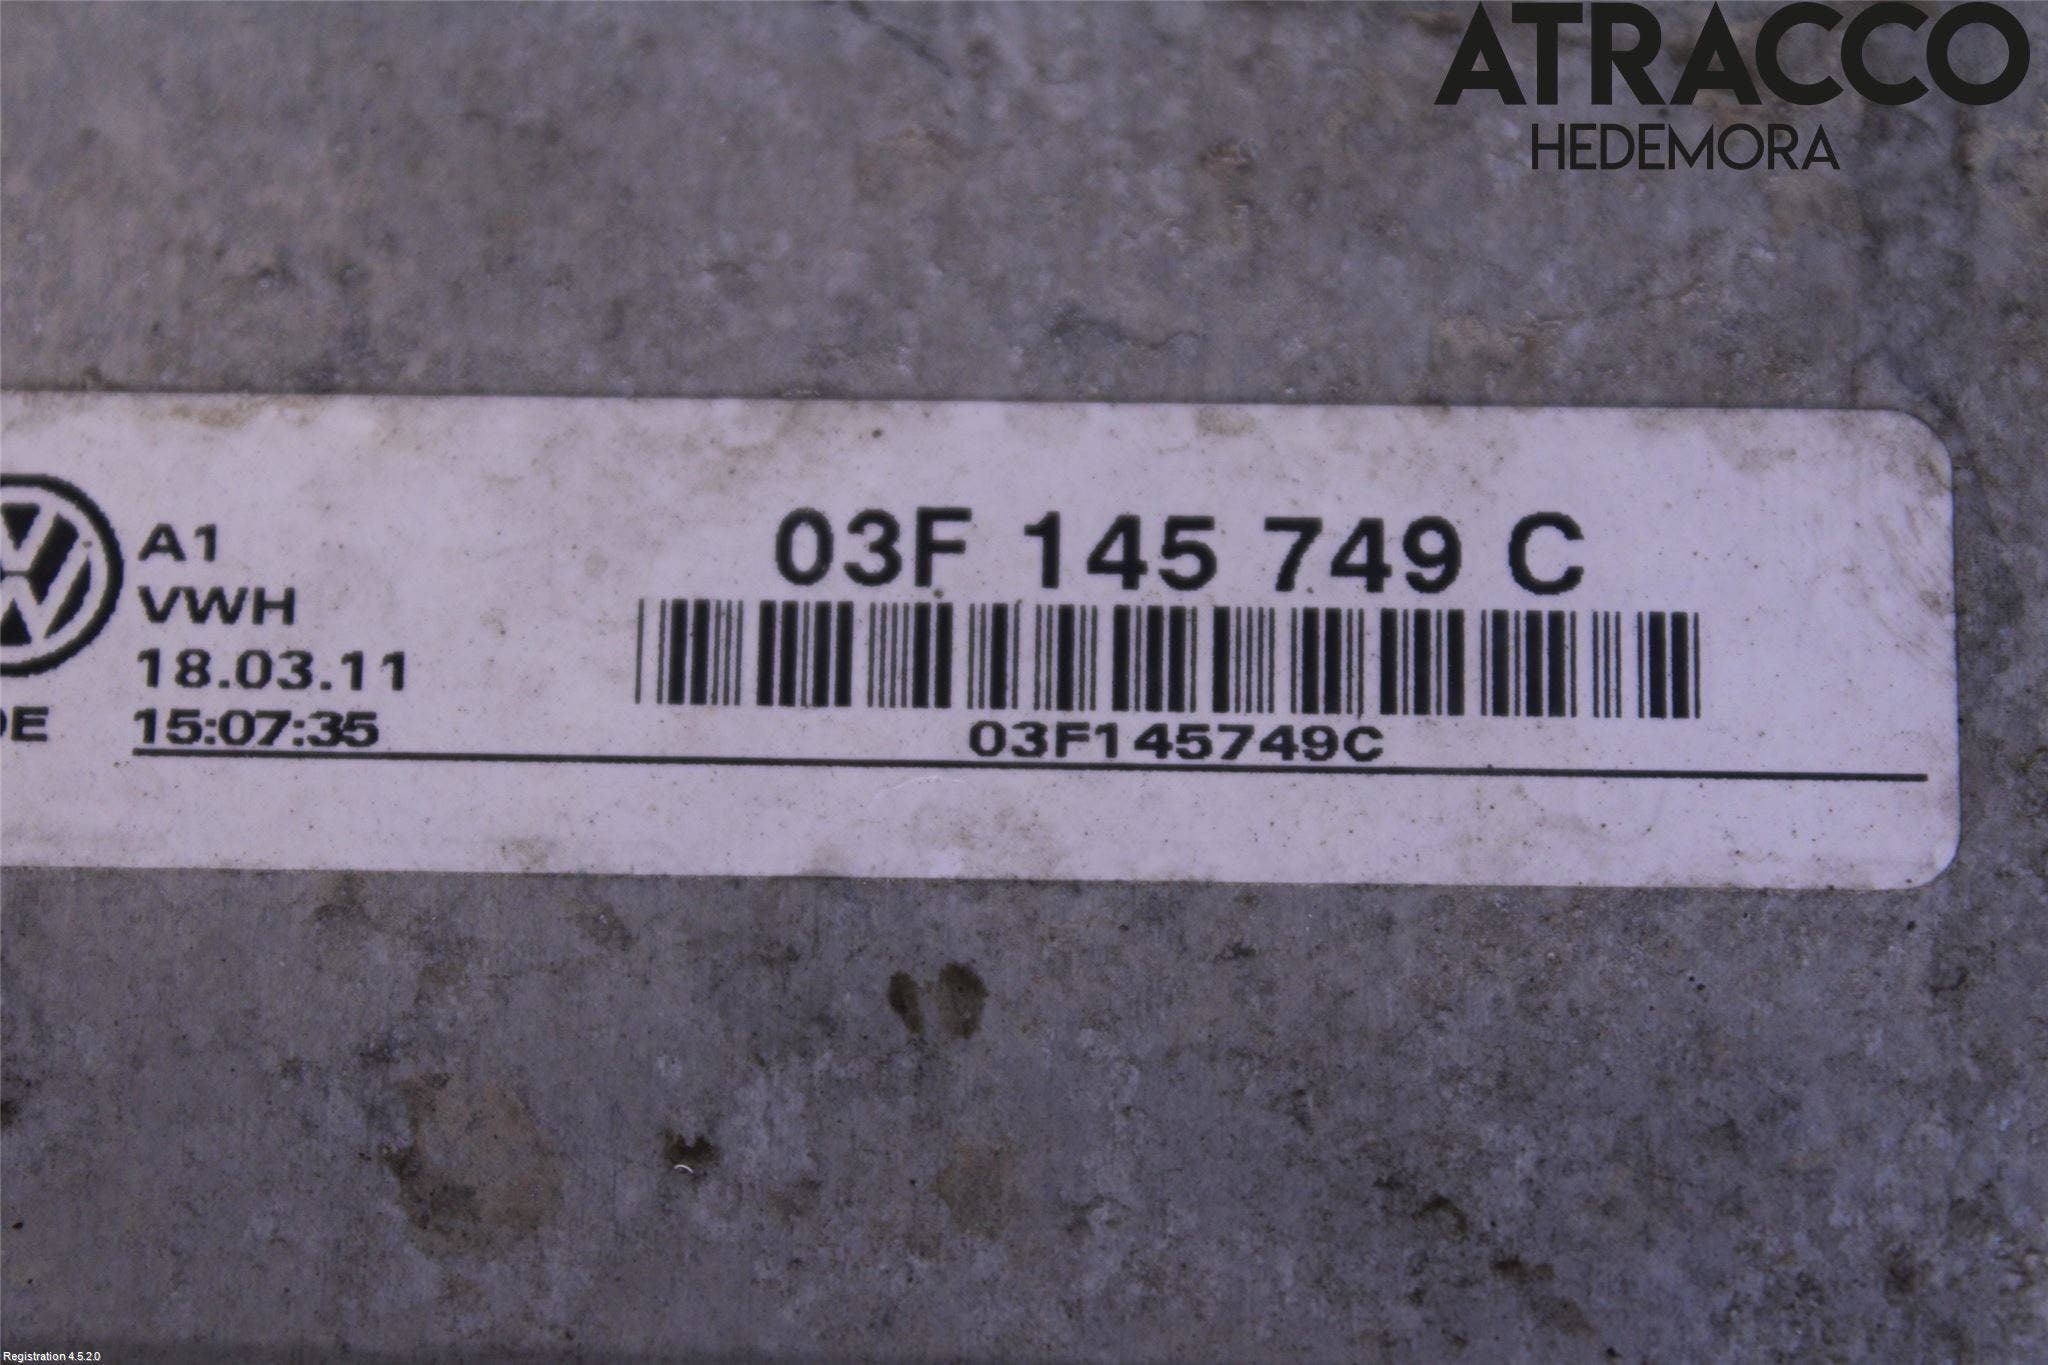 ATRACCO
HEDEMORA
03F 145 749 C
A1
VWH
18.03.11
DE 15:07:35
03F145749C
Registration 4.5.2.0